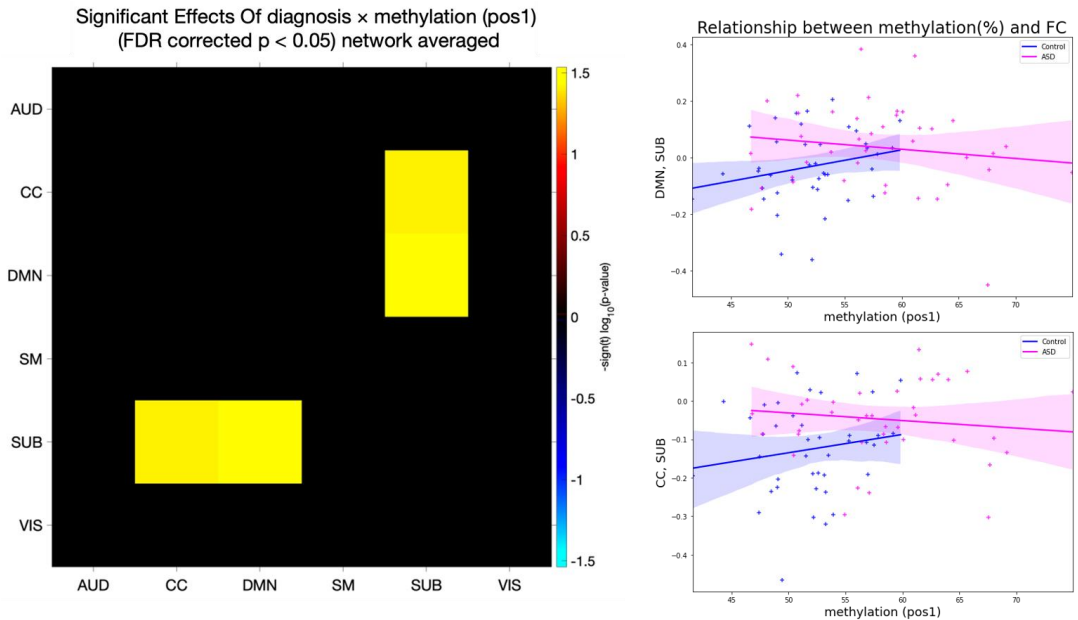 Significant Effects Of diagnosis × methylation (pos1)
(FDR corrected p < 0.05) network averaged
AUD
CC
DMN
SM
SUB
VIS
AUD CC DMN SM SUB VIS
1.5
1
0.5
0
-0.5
-1
-1.5
-sign(t) log10(p-value)
Relationship between methylation(%) and FC
Control
ASD
0.4
0.2
0.0
−0.2
−0.4
DMN, SUB
45 50 55 60 65 70
methylation (pos1)
Control
ASD
0.1
0.0
−0.1
−0.2
−0.3
−0.4
CC, SUB
45 50 55 60 65 70
methylation (pos1)